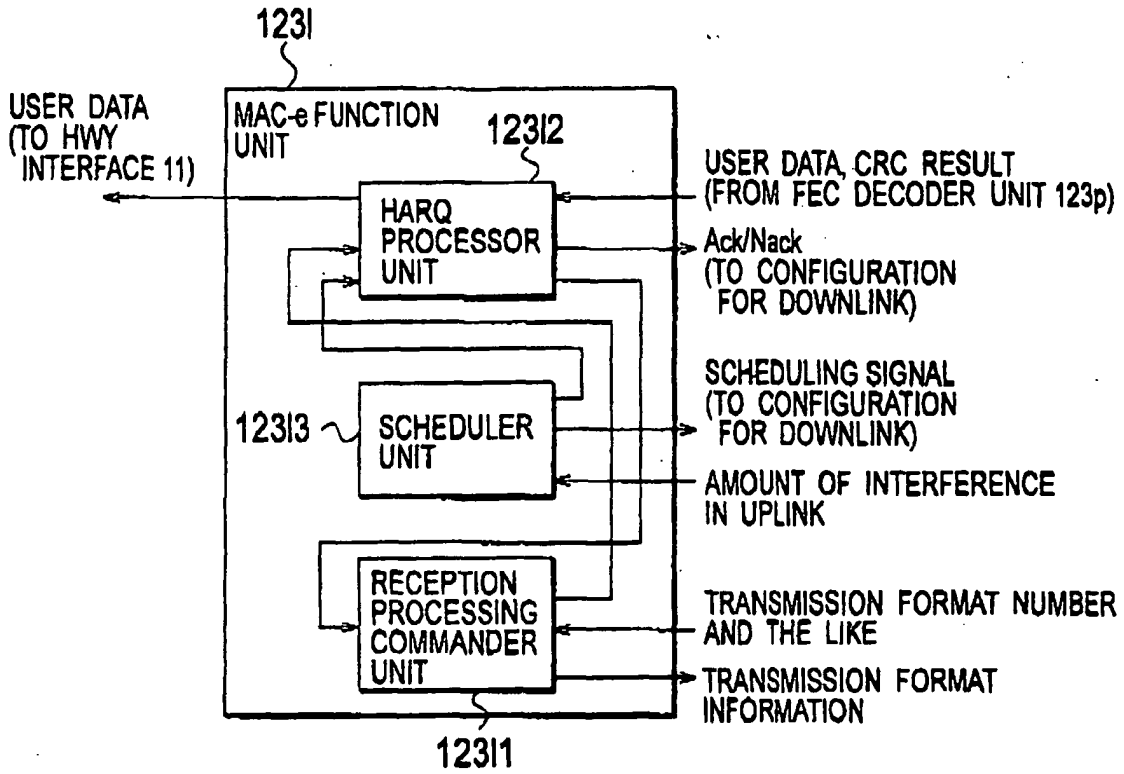 123l
USER DATA
(TO HWY
INTERFACE 11)
MAC-e FUNCTION
UNIT
123l2
HARQ
PROCESSOR
UNIT
USER DATA, CRC RESULT
(FROM FEC DECODER UNIT 123p)
Ack/Nack
(TO CONFIGURATION
FOR DOWNLINK)
123l3
SCHEDULER
UNIT
SCHEDULING SIGNAL
(TO CONFIGURATION
FOR DOWNLINK)
AMOUNT OF INTERFERENCE
IN UPLINK
RECEPTION
PROCESSING
COMMANDER
UNIT
TRANSMISSION FORMAT NUMBER
AND THE LIKE
TRANSMISSION FORMAT
INFORMATION
123l1